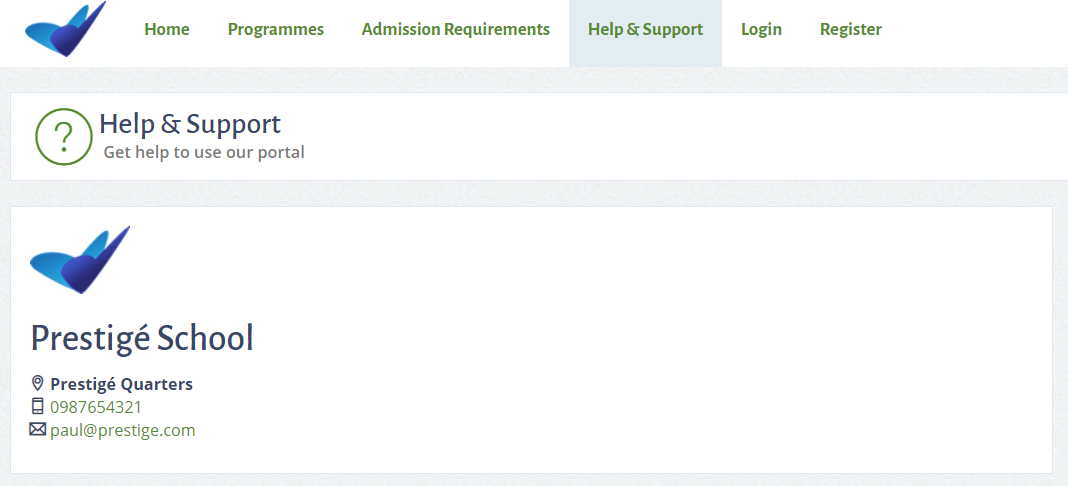 Home Programmes Admission Requirements Help & Support Login Register
? Help & Support
Get help to use our portal
Prestigé School
Prestigé Quarters
0987654321
paul@prestige.com